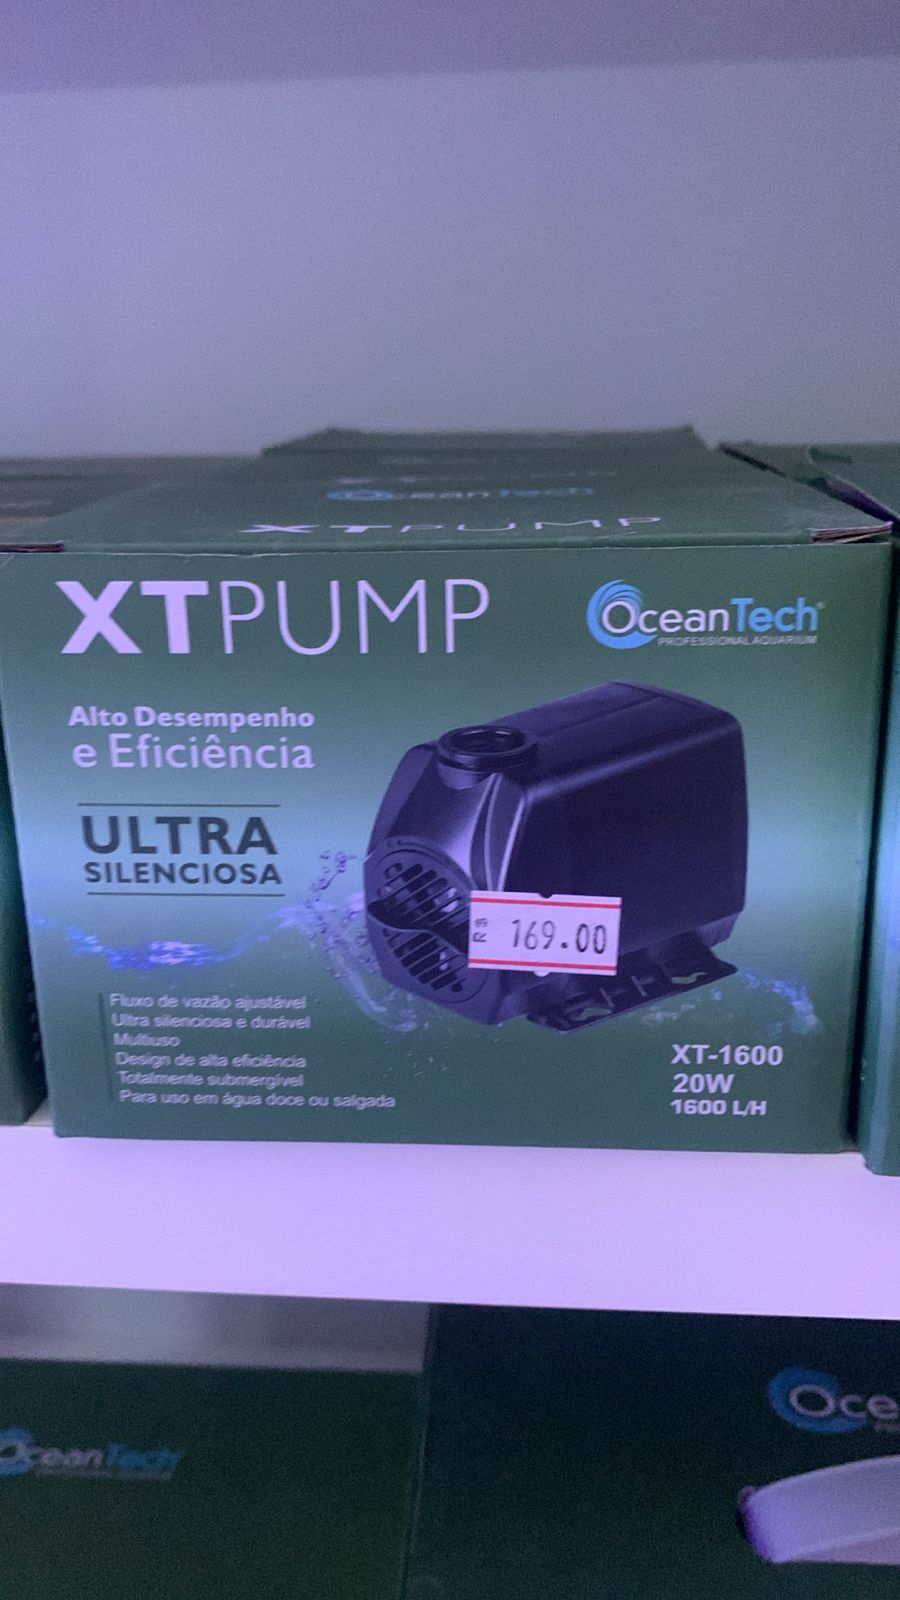 OceanTech
XTPUMP
XTPUMP
OceanTech®
PROFESSIONAL AQUARIUM
Alto Desempenho
e Eficiência
ULTRA
SILENCIOSA
R$ 169.00
Fluxo de vazão ajustável
Ultra silenciosa e durável
Multiuso
Design de alta eficiência
Totalmente submergível
Para uso em água doce ou salgada
XT-1600
20W
1600 L/H
Oce
OceanTech